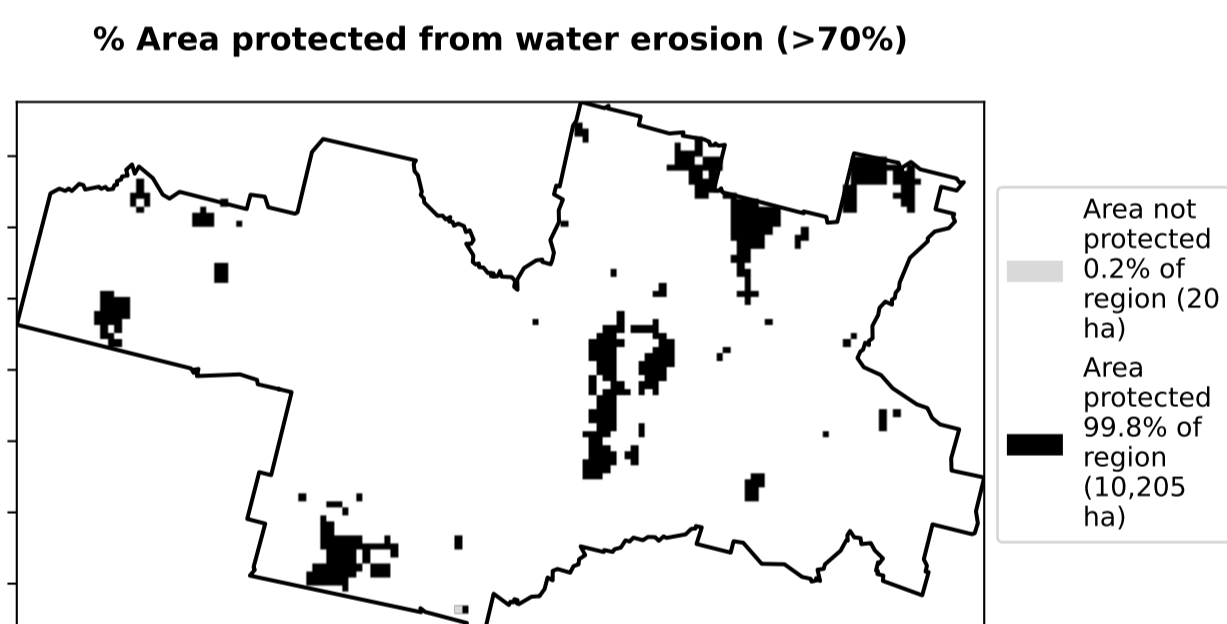 % Area protected from water erosion (>70%)
Area not
protected
0.2% of
region (20
ha)
Area
protected
99.8% of
region
(10,205
ha)